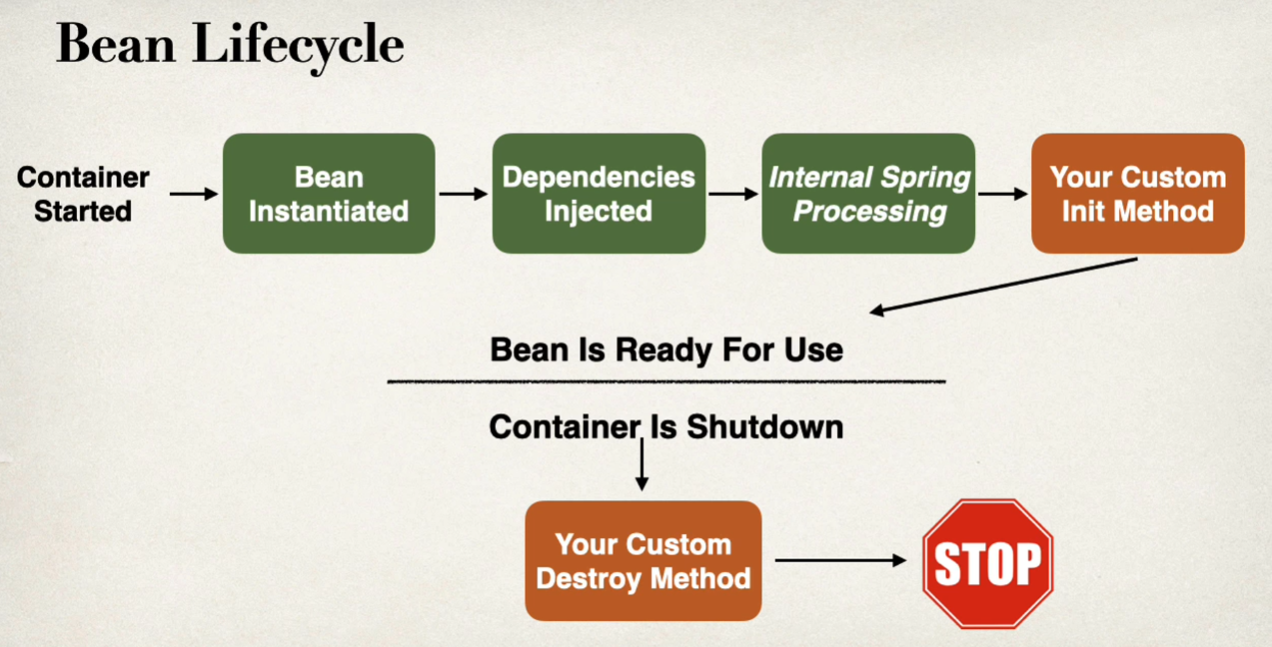 Bean Lifecycle
Container
Started
Bean
Instantiated
Dependencies
Injected
Internal Spring
Processing
Your Custom
Init Method
Bean Is Ready For Use
Container Is Shutdown
Your Custom
Destroy Method
STOP